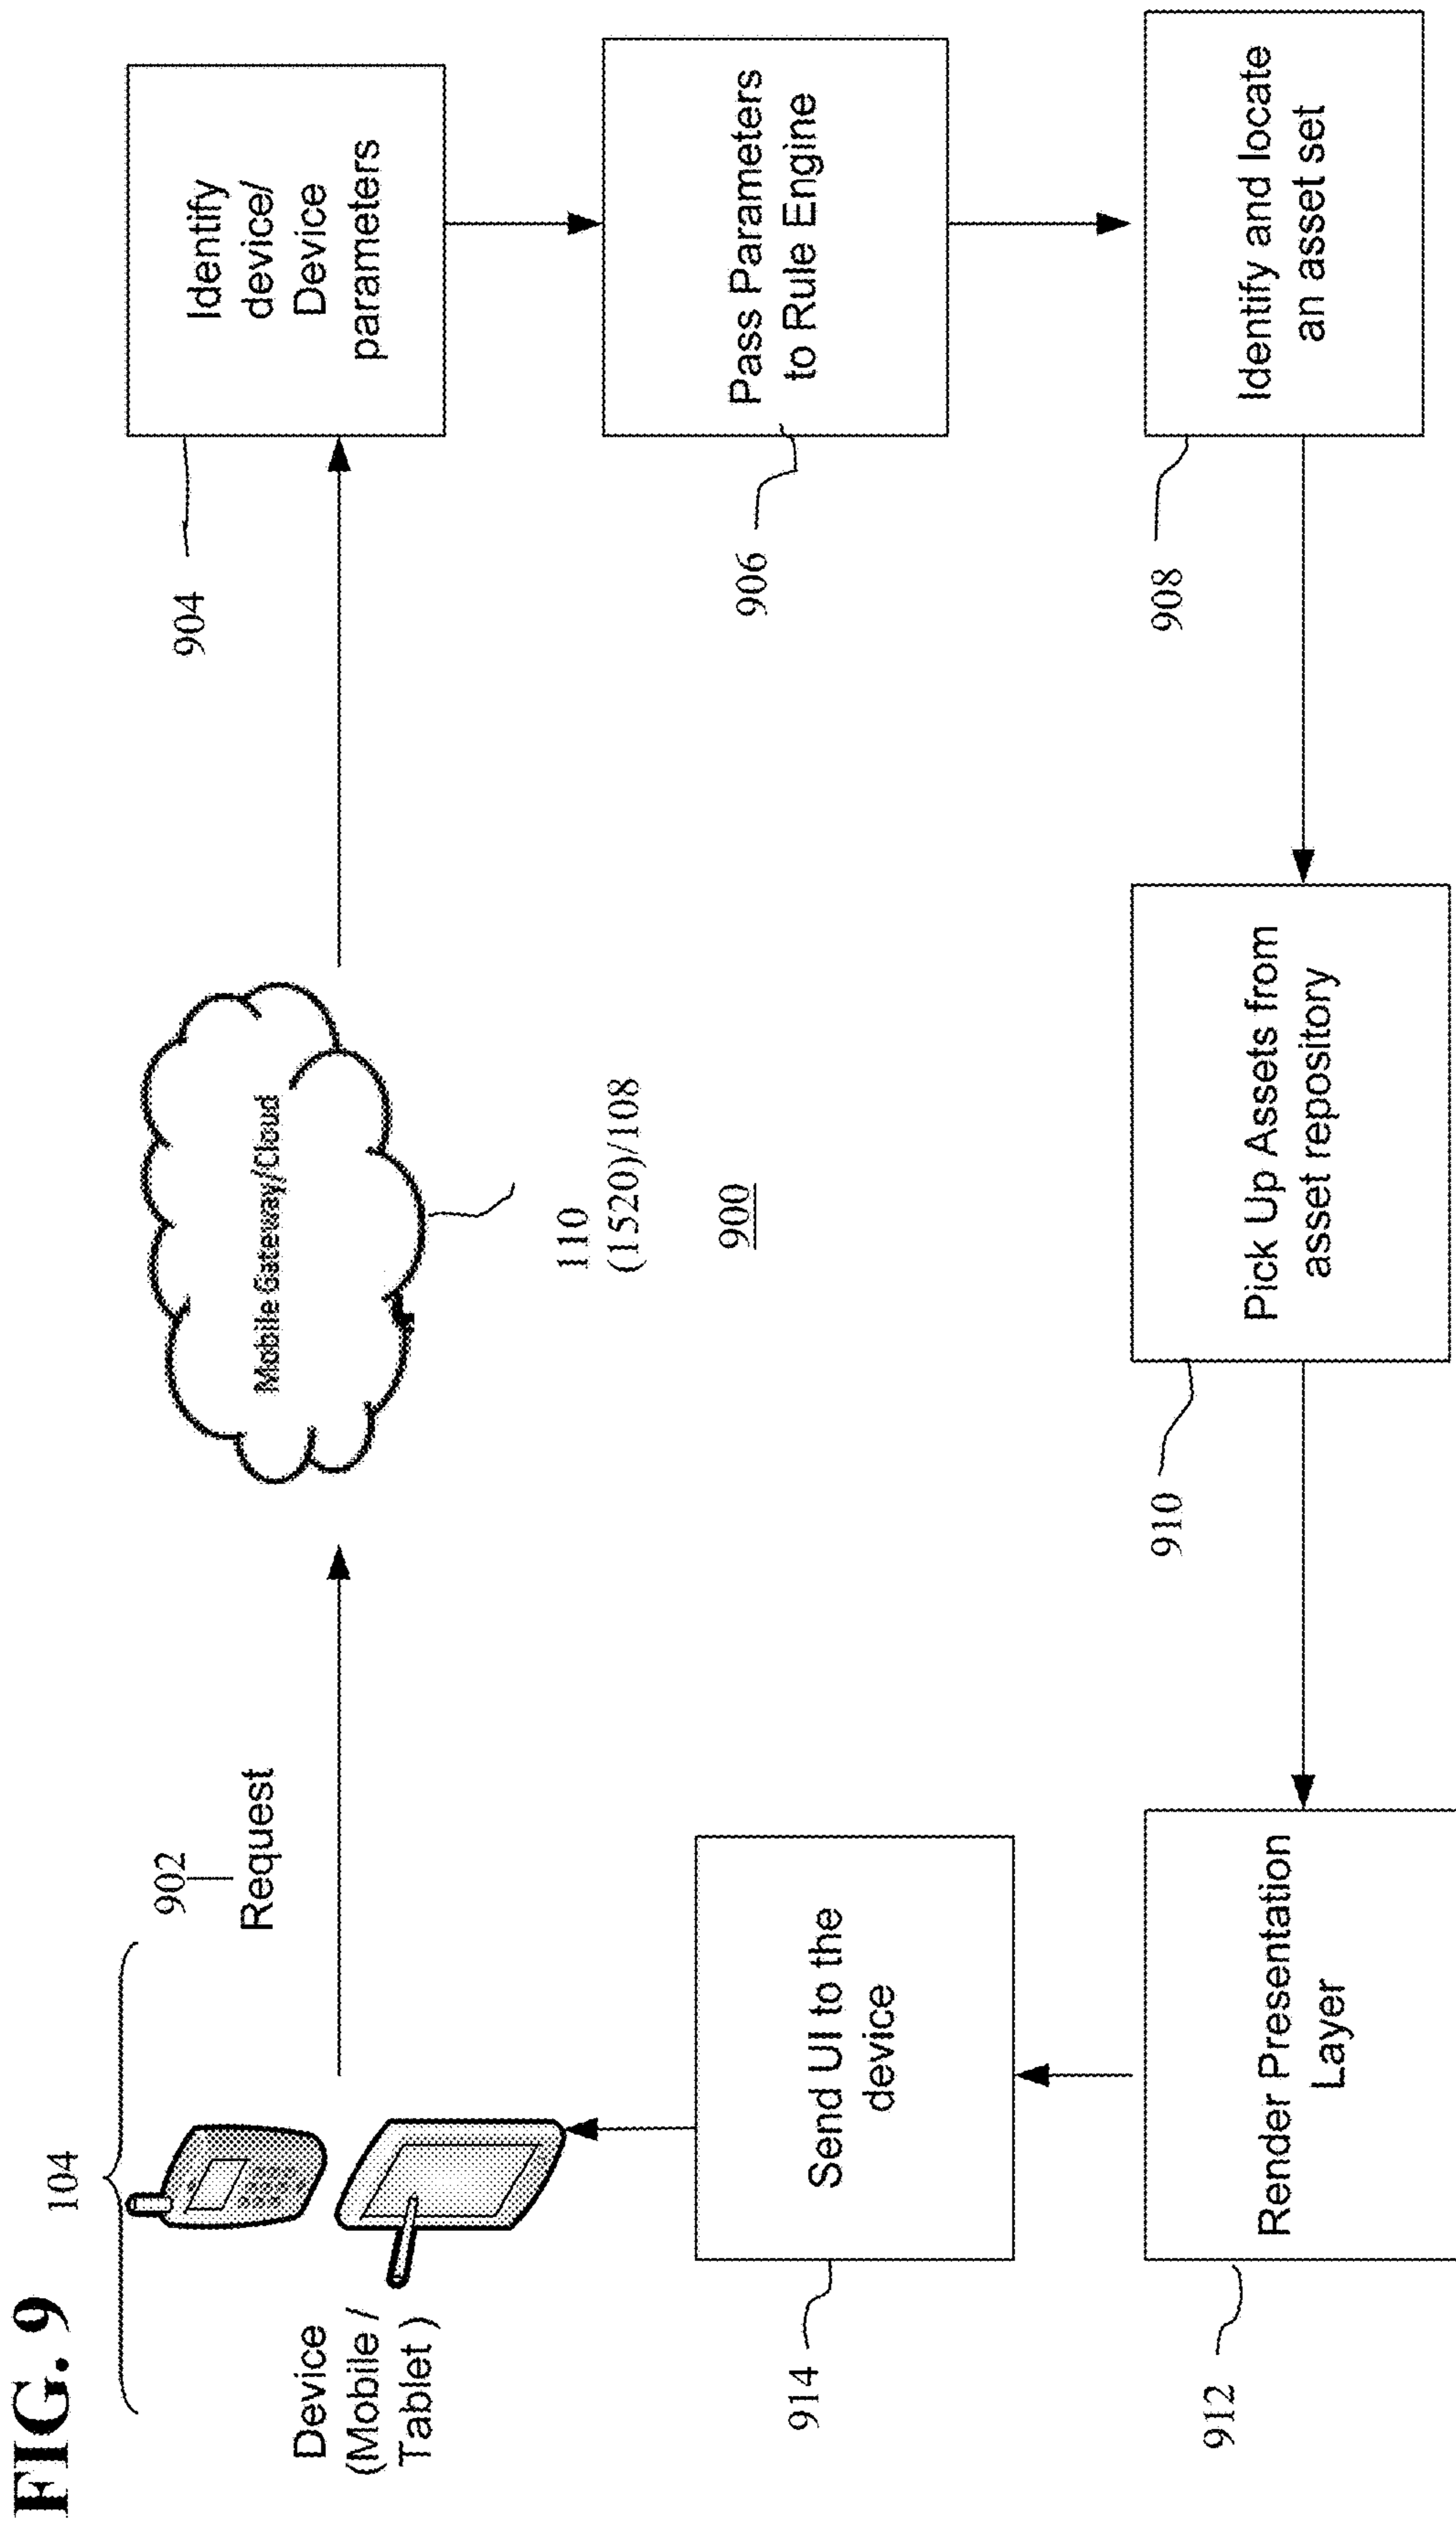 FIG. 9
104
902
Request
Device
(Mobile /
Tablet )
Mobile Gateway/Cloud
110
(1520)/108
900
904
Identify
device/
Device
parameters
906
Pass Parameters
to Rule Engine
908
Identify and locate
an asset set
910
Pick Up Assets from
asset repository
912
Render Presentation
Layer
914
Send UI to the
device